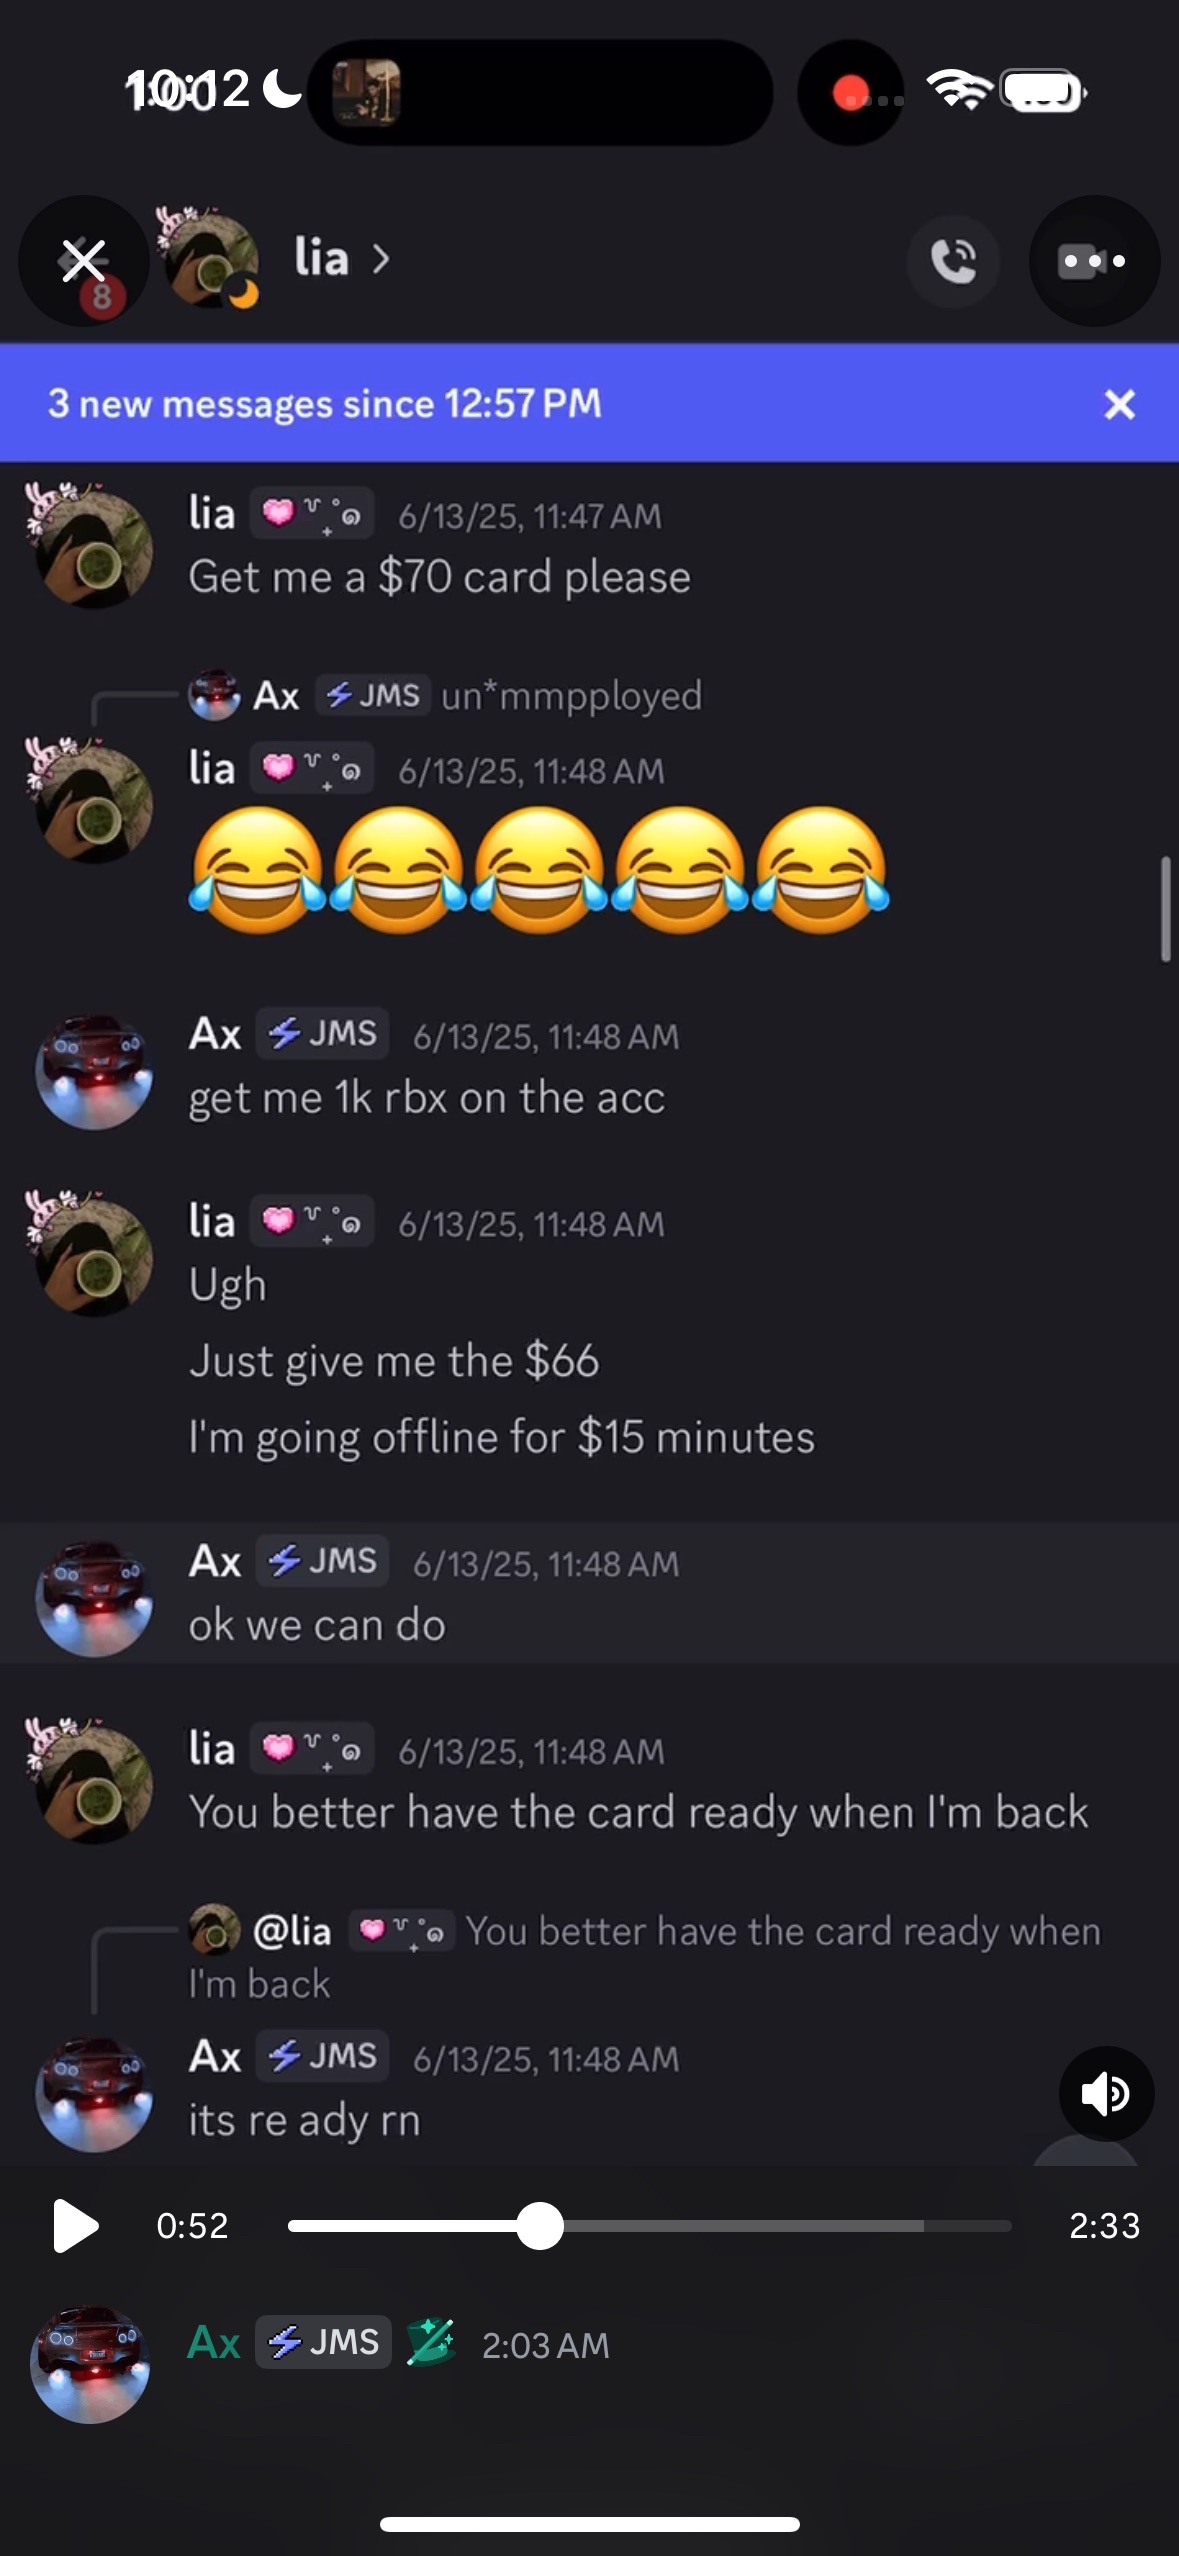 10:12
8
lia
3 new messages since 12:57 PM
lia 6/13/25, 11:47 AM
Get me a $70 card please
Ax JMS un*mmpployed
lia 6/13/25, 11:48 AM
😂😂😂😂😂
Ax JMS 6/13/25, 11:48 AM
get me 1k rbx on the acc
lia 6/13/25, 11:48 AM
Ugh
Just give me the $66
I'm going offline for $15 minutes
Ax JMS 6/13/25, 11:48 AM
ok we can do
lia 6/13/25, 11:48 AM
You better have the card ready when I'm back
@lia You better have the card ready when
I'm back
Ax JMS 6/13/25, 11:48 AM
its re ady rn
0:52 2:33
Ax JMS 2:03 AM